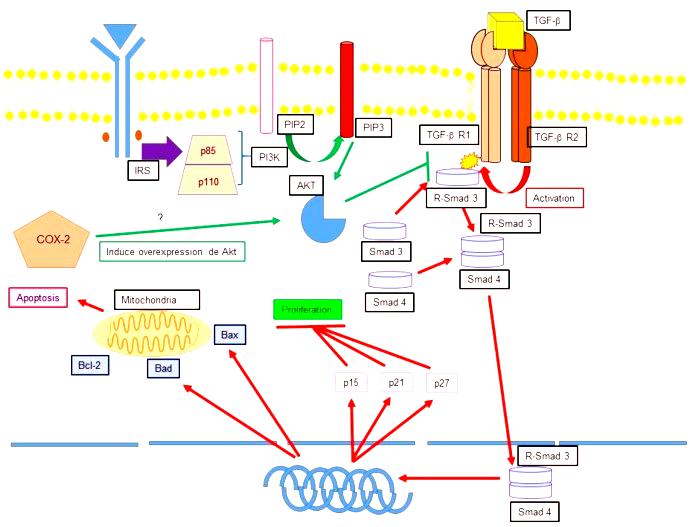 TGF-β
PIP2
PIP3
TGF-β R1
TGF-β R2
p85
PI3K
IRS
p110
AKT
R-Smad 3
Activation
?
R-Smad 3
COX-2
Induce overexpression de Akt
Smad 3
Smad 4
Apoptosis
Mitochondria
Smad 4
Proliferation
Bax
Bcl-2
Bad
p15
p21
p27
R-Smad 3
Smad 4